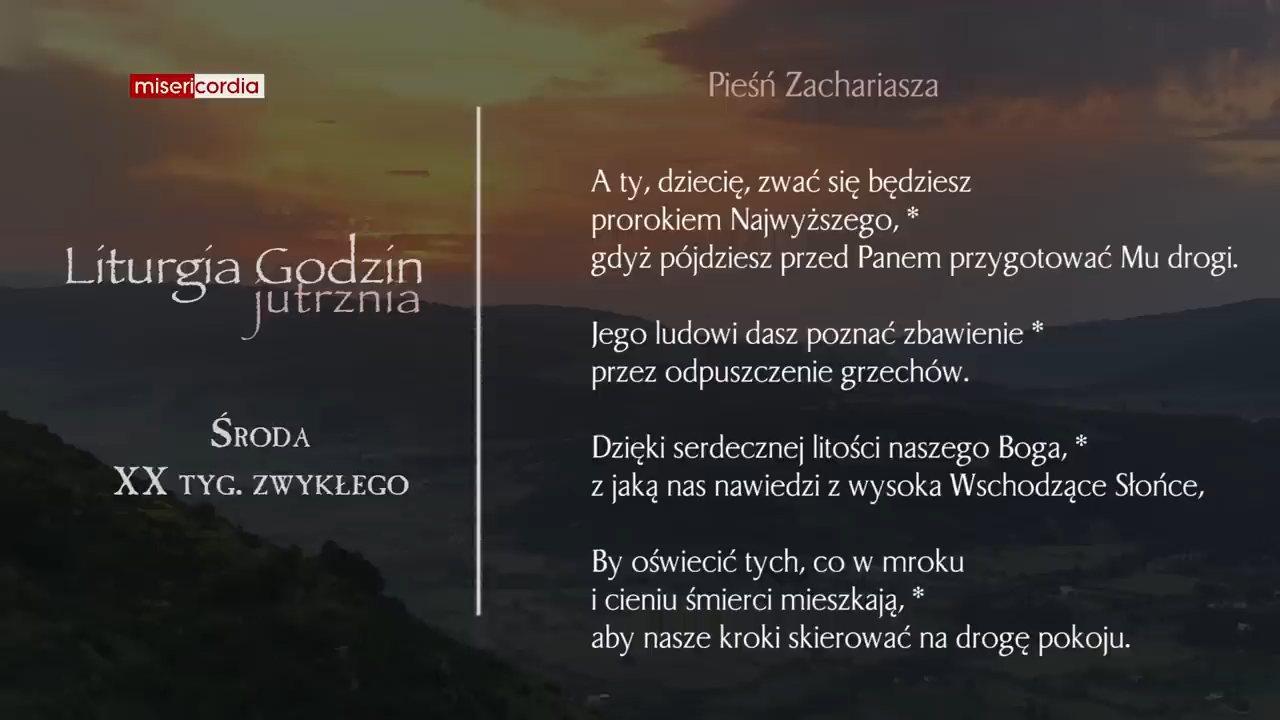 misericordia
Liturgia Godzin
jutrznia
Środa
XX tyg. zwykłego
Pieśń Zachariasza
A ty, dziecię, zwać się będziesz
prorokiem Najwyższego, *
gdyż pójdziesz przed Panem przygotować Mu drogi.
Jego ludowi dasz poznać zbawienie *
przez odpuszczenie grzechów.
Dzięki serdecznej litości naszego Boga, *
z jaką nas nawiedzi z wysoka Wschodzące Słońce,
By oświecić tych, co w mroku
i cieniu śmierci mieszkają, *
aby nasze kroki skierować na drogę pokoju.